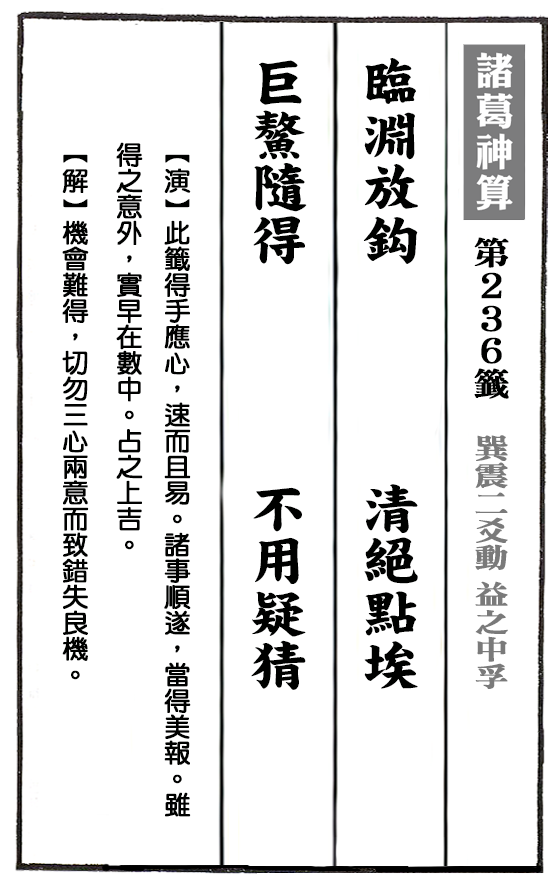 諸葛神算 第236籤 巽震二爻動 益之中孚
臨淵放鈎 清絕點埃
巨鰲隨得 不用疑猜
【演】此籤得手應心，速而且易。諸事順遂，當得美報。雖
得之意外，實早在數中。占之上吉。
【解】機會難得，切勿三心兩意而致錯失良機。